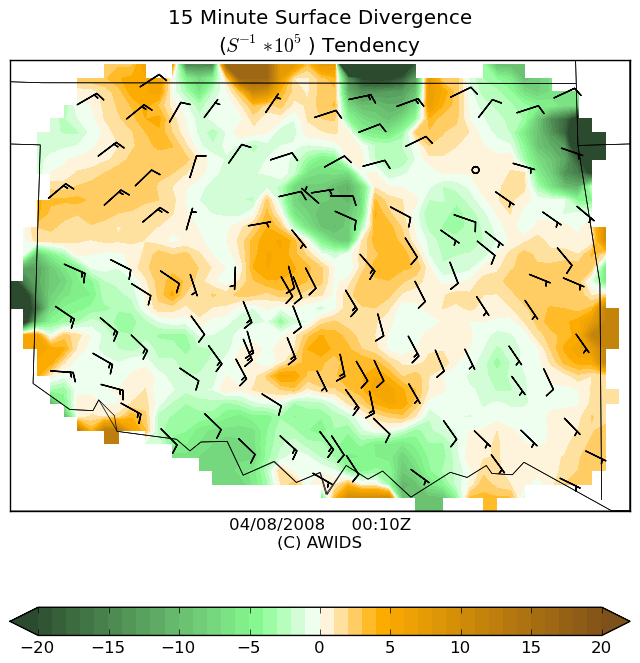 15 Minute Surface Divergence
(S⁻¹ * 10⁵ ) Tendency
04/08/2008 00:10Z
(C) AWIDS
−20 −15 −10 −5 0 5 10 15 20